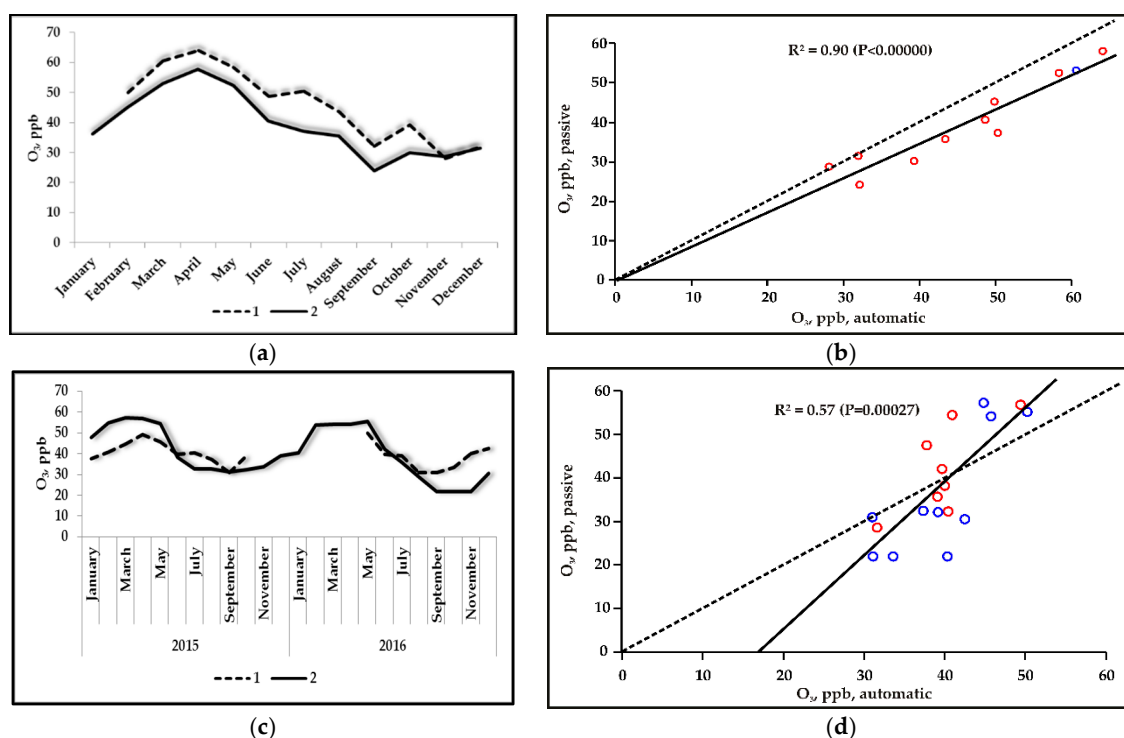 O₃, ppb
70
60
50
40
30
20
10
0
January
February
March
April
May
June
July
August
September
October
November
December
1
2
(a)
R² = 0.90 (P<0.00000)
O₃, ppb, passive
60
50
40
30
20
10
0
0
10
20
30
40
50
60
O₃, ppb, automatic
(b)
O₃, ppb
70
60
50
40
30
20
10
0
January
March
May
July
September
November
January
March
May
July
September
November
2015
2016
1
2
(c)
R² = 0.57 (P=0.00027)
O₃, ppb, passive
60
50
40
30
20
10
0
0
10
20
30
40
50
60
O₃, ppb, automatic
(d)